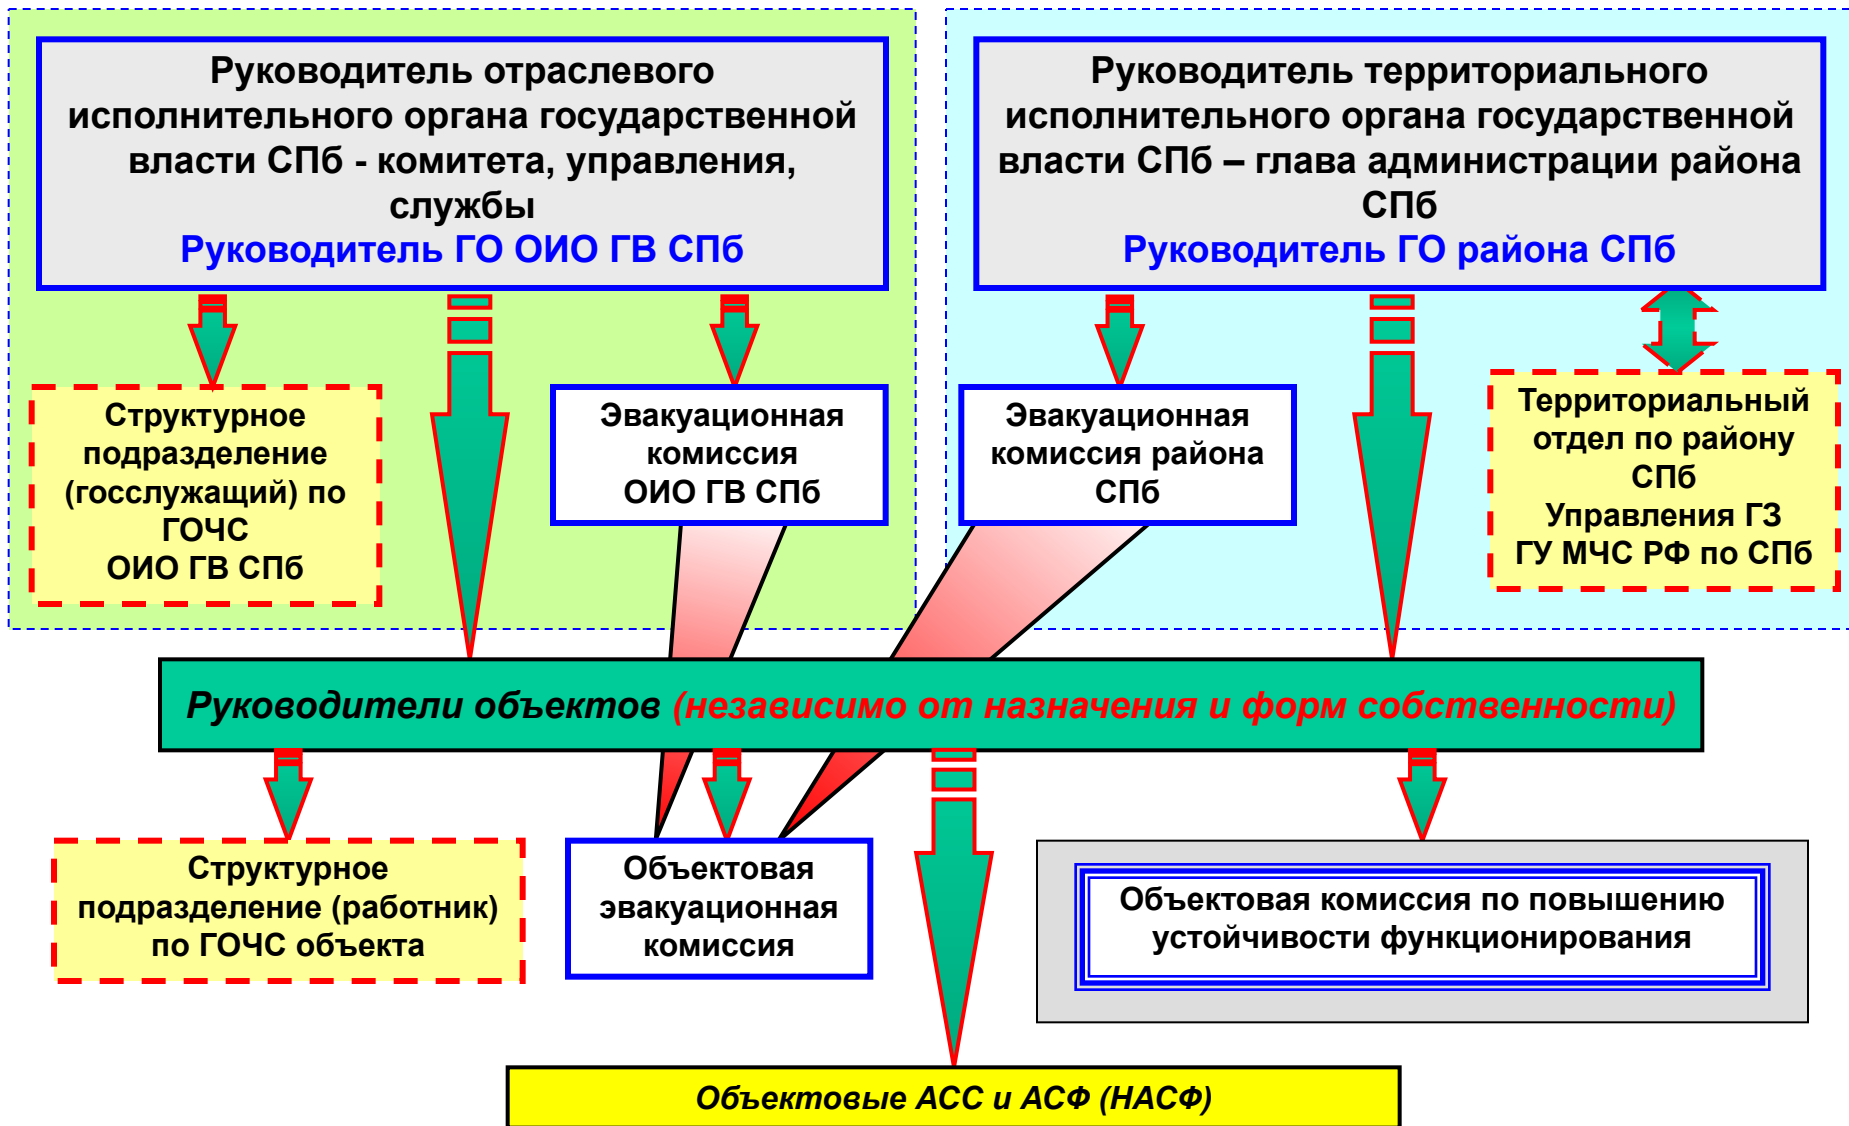 Руководитель отраслевого
исполнительного органа государственной
власти СПб - комитета, управления,
службы
Руководитель ГО ОИО ГВ СПб
Руководитель территориального
исполнительного органа государственной
власти СПб – глава администрации района
СПб
Руководитель ГО района СПб
Структурное
подразделение
(госслужащий) по
ГОЧС
ОИО ГВ СПб
Эвакуационная
комиссия
ОИО ГВ СПб
Эвакуационная
комиссия района
СПб
Территориальный
отдел по району
СПб
Управления ГЗ
ГУ МЧС РФ по СПб
Руководители объектов (независимо от назначения и форм собственности)
Структурное
подразделение (работник)
по ГОЧС объекта
Объектовая
эвакуационная
комиссия
Объектовая комиссия по повышению
устойчивости функционирования
Объектовые АСС и АСФ (НАСФ)